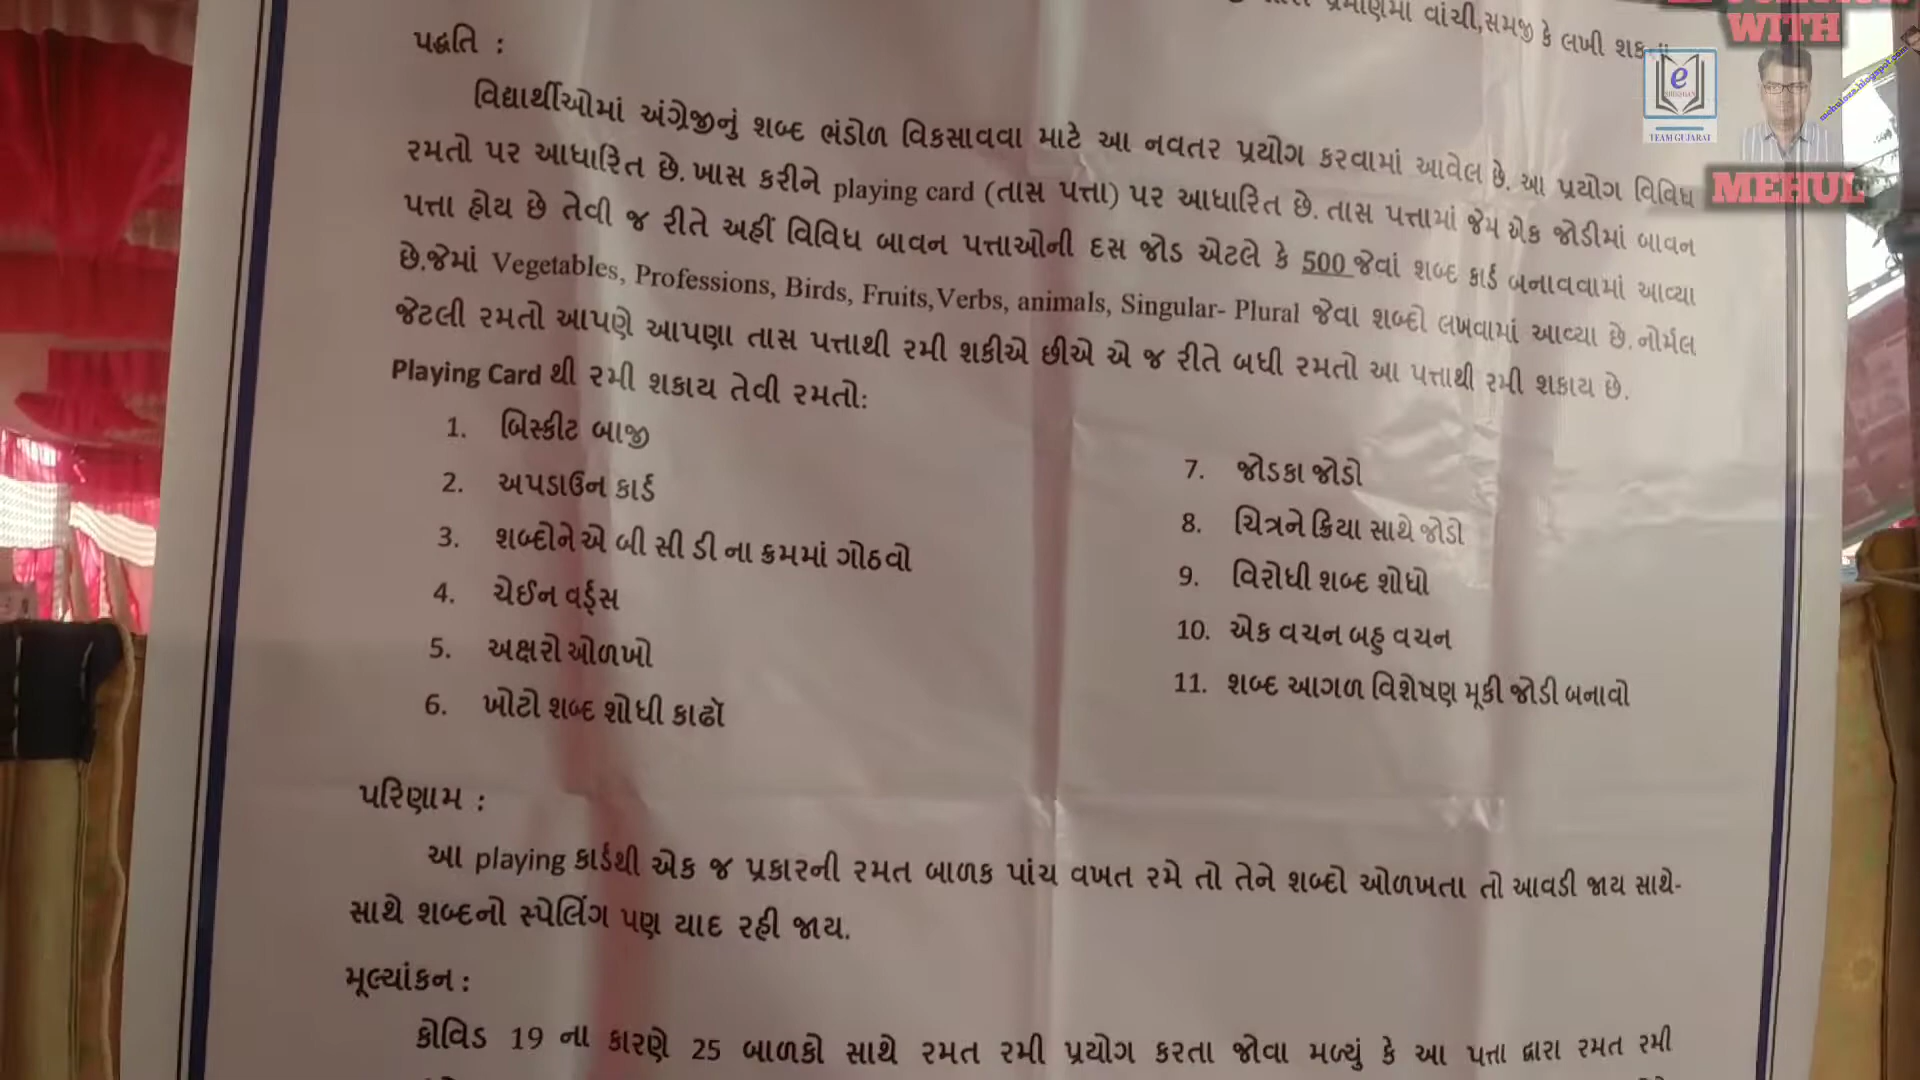 પ્રમાણમાં વાંચી,સમજી કે લખી શક
પદ્ધતિ :
વિદ્યાર્થીઓમાં અંગ્રેજીનું શબ્દ ભંડોળ વિકસાવવા માટે આ નવતર પ્રયોગ કરવામાં આવેલ છે. આ પ્રયોગ વિવિધ
રમતો પર આધારિત છે. ખાસ કરીને playing card (તાસ પત્તા) પર આધારિત છે. તાસ પત્તામાં જેમ એક જોડીમાં બાવન
પત્તા હોય છે તેવી જ રીતે અહીં વિવિધ બાવન પત્તાઓની દસ જોડ એટલે કે 500 જેવાં શબ્દ કાર્ડ બનાવવામાં આવ્યા
છે.જેમાં Vegetables, Professions, Birds, Fruits,Verbs, animals, Singular- Plural જેવા શબ્દો લખવામાં આવ્યા છે.નોર્મલ
જેટલી રમતો આપણે આપણા તાસ પત્તાથી રમી શકીએ છીએ એ જ રીતે બધી રમતો આ પત્તાથી રમી શકાય છે.
Playing Card થી રમી શકાય તેવી રમતો:
1. બિસ્કીટ બાજી
2. અપડાઉન કાર્ડ
3. શબ્દોને એ બી સી ડી ના ક્રમમાં ગોઠવો
4. ચેઈન વર્ડ્સ
5. અક્ષરો ઓળખો
6. ખોટો શબ્દ શોધી કાઢૉ
7. જોડકા જોડો
8. ચિત્રને ક્રિયા સાથે જોડો
9. વિરોધી શબ્દ શોધો
10. એક વચન બહુ વચન
11. શબ્દ આગળ વિશેષણ મૂકી જોડી બનાવો
પરિણામ :
આ playing કાર્ડથી એક જ પ્રકારની રમત બાળક પાંચ વખત રમે તો તેને શબ્દો ઓળખતા તો આવડી જાય સાથે-
સાથે શબ્દનો સ્પેલિંગ પણ યાદ રહી જાય.
મૂલ્યાંકન :
કોવિડ 19 ના કારણે 25 બાળકો સાથે રમત રમી પ્રયોગ કરતા જોવા મળ્યું કે આ પત્તા દ્વારા રમત રમી
WITH
MEHUL
TEAM GUJARAT
mehuloza.blogspot.com